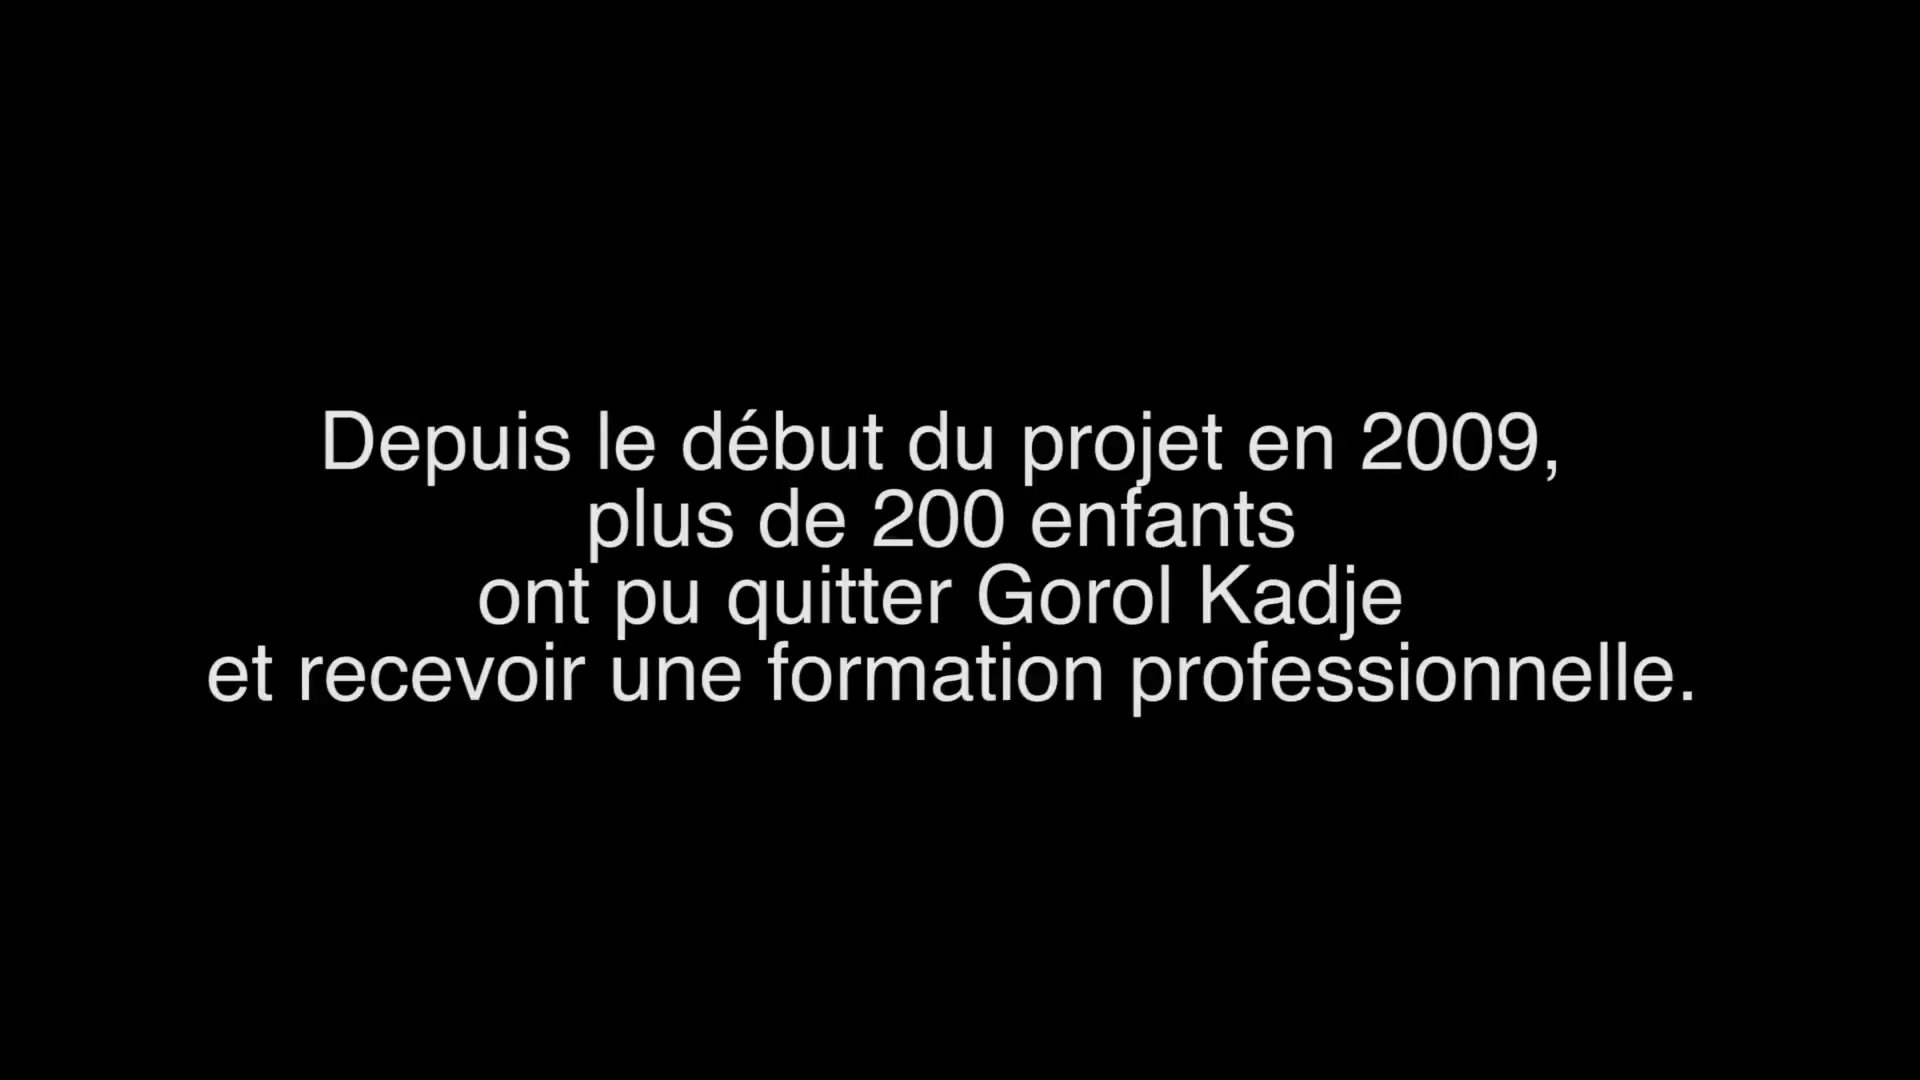 Depuis le début du projet en 2009,
plus de 200 enfants
ont pu quitter Gorol Kadje
et recevoir une formation professionnelle.